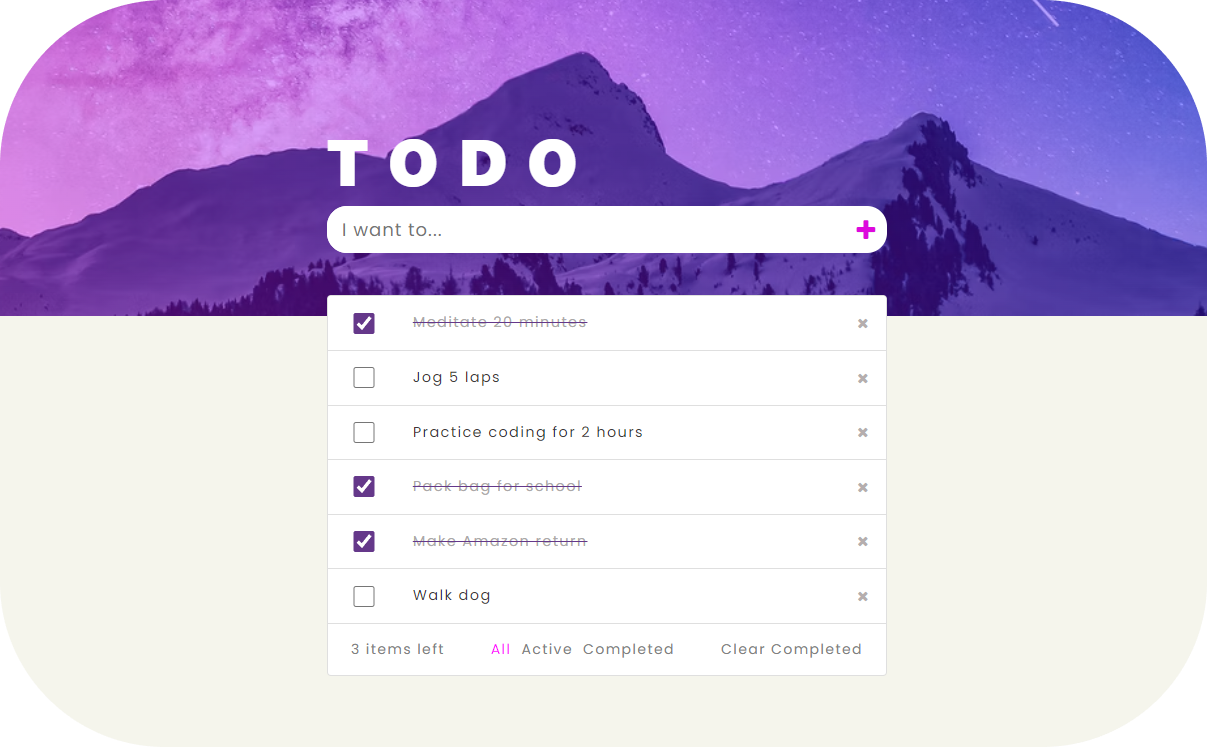 TODO
I want to...
Meditate 20 minutes
Jog 5 laps
Practice coding for 2 hours
Pack bag for school
Make Amazon return
Walk dog
3 items left All Active Completed Clear Completed